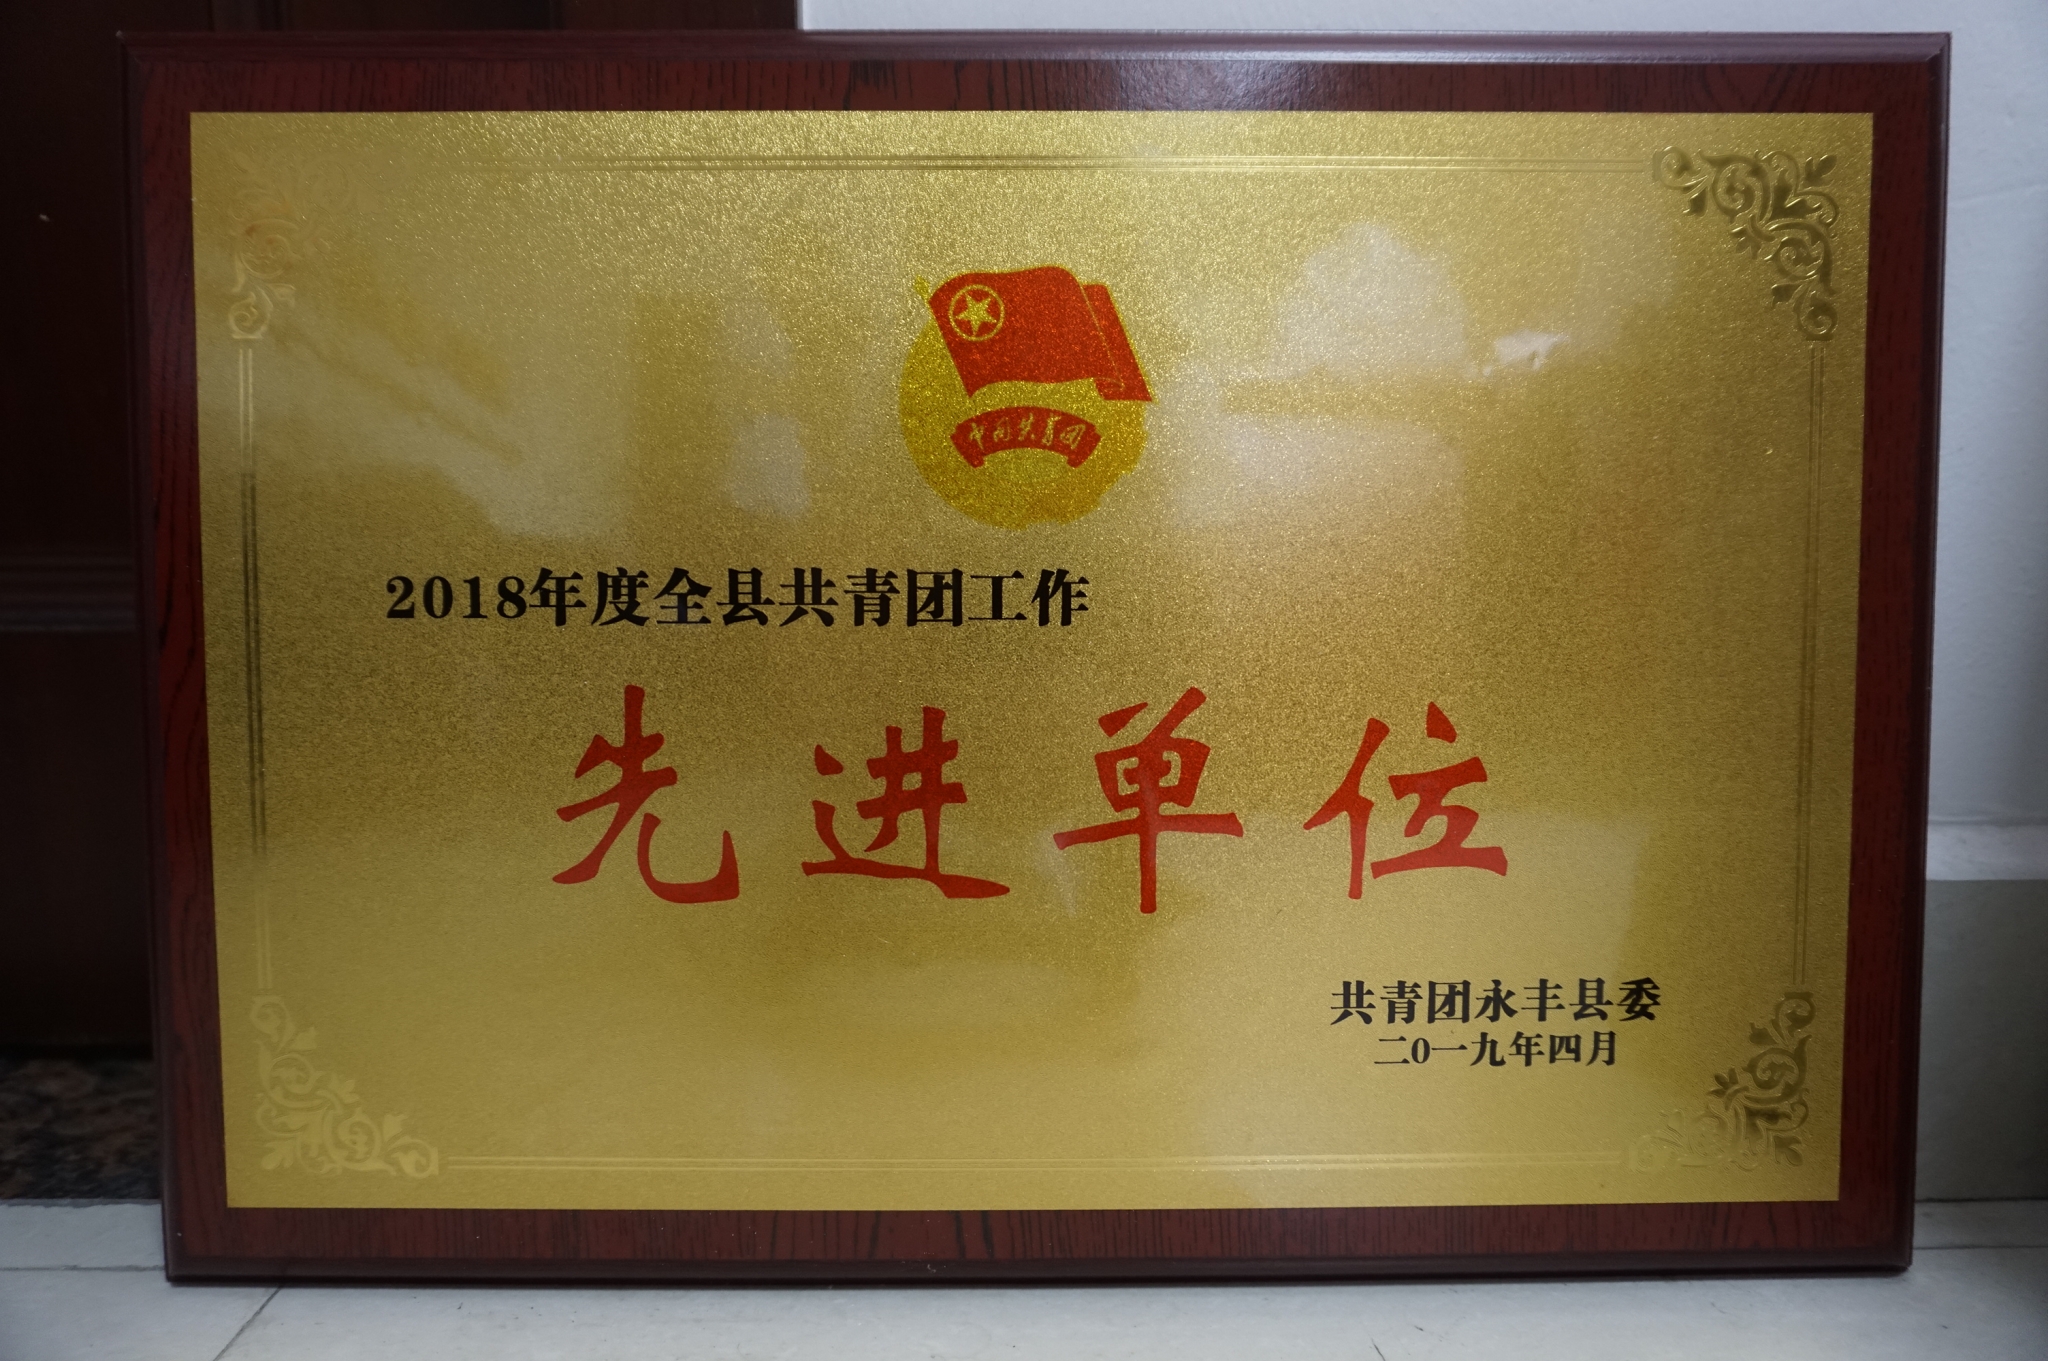 中国共青团
2018年度全县共青团工作
先进单位
共青团永丰县委
二0一九年四月